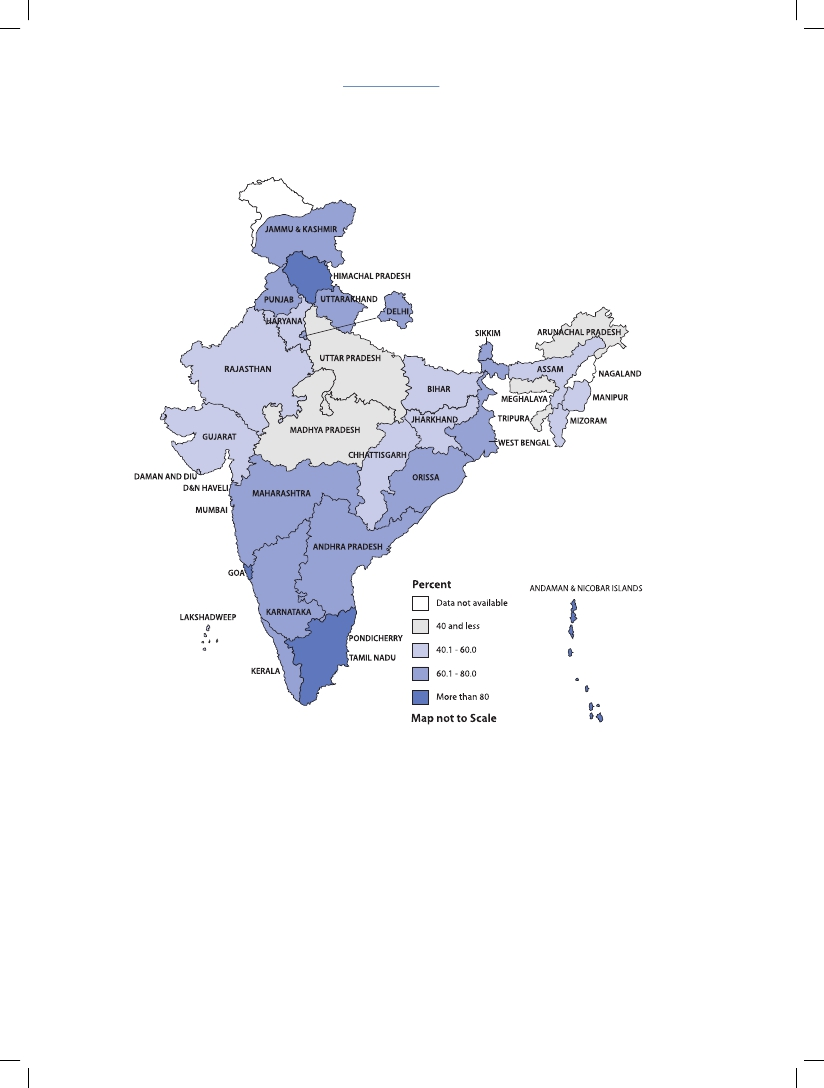 JAMMU & KASHMIR
HIMACHAL PRADESH
PUNJAB
UTTARAKHAND
DELHI
HARYANA
SIKKIM
ARUNACHAL PRADESH
UTTAR PRADESH
RAJASTHAN
ASSAM
NAGALAND
BIHAR
MEGHALAYA
MANIPUR
JHARKHAND
TRIPURA
MIZORAM
MADHYA PRADESH
GUJARAT
WEST BENGAL
CHHATTISGARH
DAMAN AND DIU
ORISSA
D&N HAVELI
MAHARASHTRA
MUMBAI
ANDHRA PRADESH
GOA
Percent
ANDAMAN & NICOBAR ISLANDS
Data not available
KARNATAKA
LAKSHADWEEP
40 and less
PONDICHERRY
40.1 - 60.0
TAMIL NADU
KERALA
60.1 - 80.0
More than 80
Map not to Scale